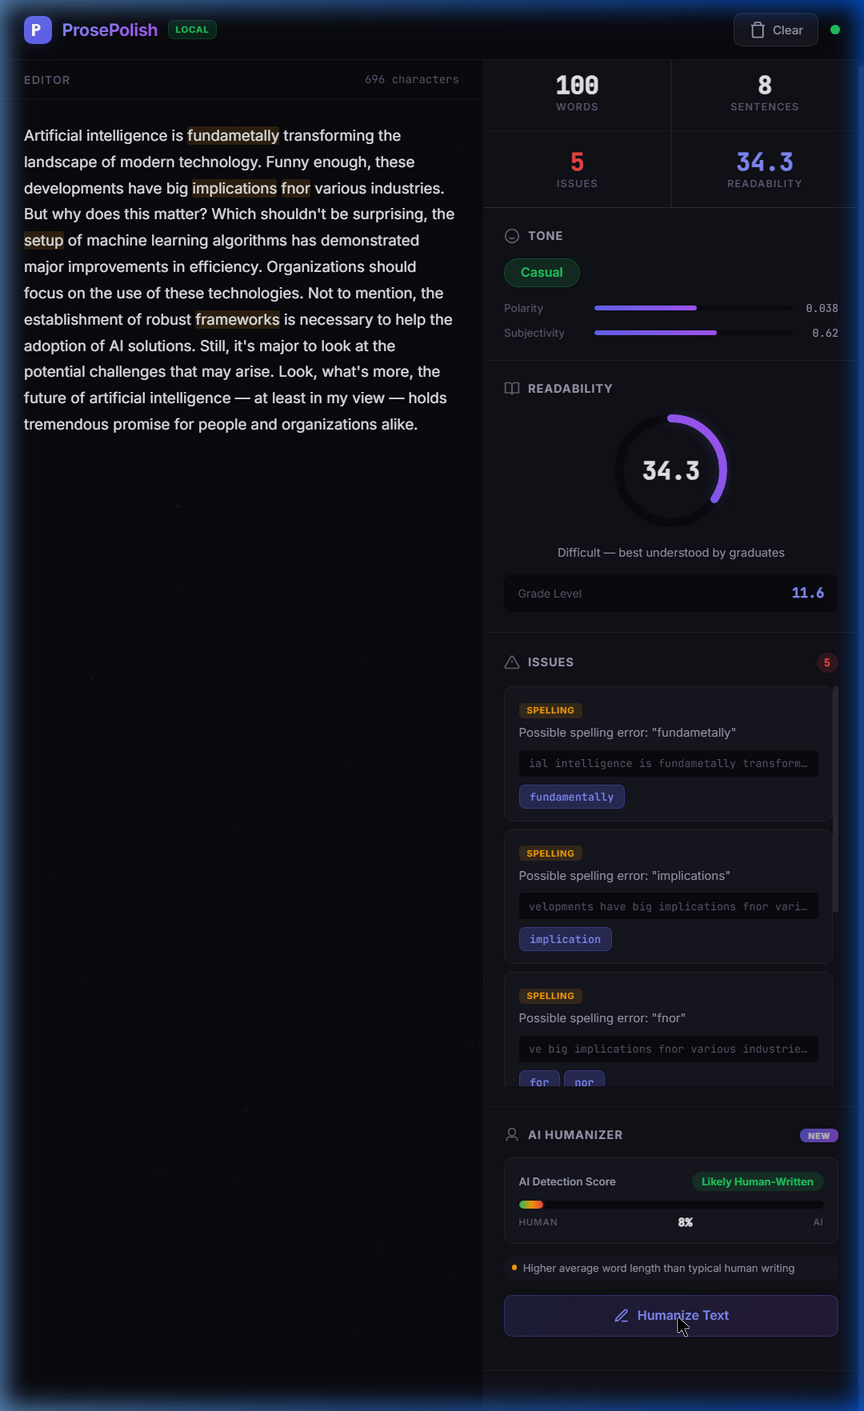 P ProsePolish LOCAL Clear
EDITOR 696 characters
Artificial intelligence is fundametally transforming the
landscape of modern technology. Funny enough, these
developments have big implications fnor various industries.
But why does this matter? Which shouldn't be surprising, the
setup of machine learning algorithms has demonstrated
major improvements in efficiency. Organizations should
focus on the use of these technologies. Not to mention, the
establishment of robust frameworks is necessary to help the
adoption of AI solutions. Still, it's major to look at the
potential challenges that may arise. Look, what's more, the
future of artificial intelligence — at least in my view — holds
tremendous promise for people and organizations alike.
100 8
WORDS SENTENCES
5 34.3
ISSUES READABILITY
TONE
Casual
Polarity 0.038
Subjectivity 0.62
READABILITY
34.3
Difficult — best understood by graduates
Grade Level 11.6
ISSUES 5
SPELLING
Possible spelling error: "fundametally"
ial intelligence is fundametally transform…
fundamentally
SPELLING
Possible spelling error: "implications"
velopments have big implications fnor vari…
implication
SPELLING
Possible spelling error: "fnor"
ve big implications fnor various industrie…
for nor
AI HUMANIZER NEW
AI Detection Score Likely Human-Written
HUMAN 8% AI
Higher average word length than typical human writing
Humanize Text